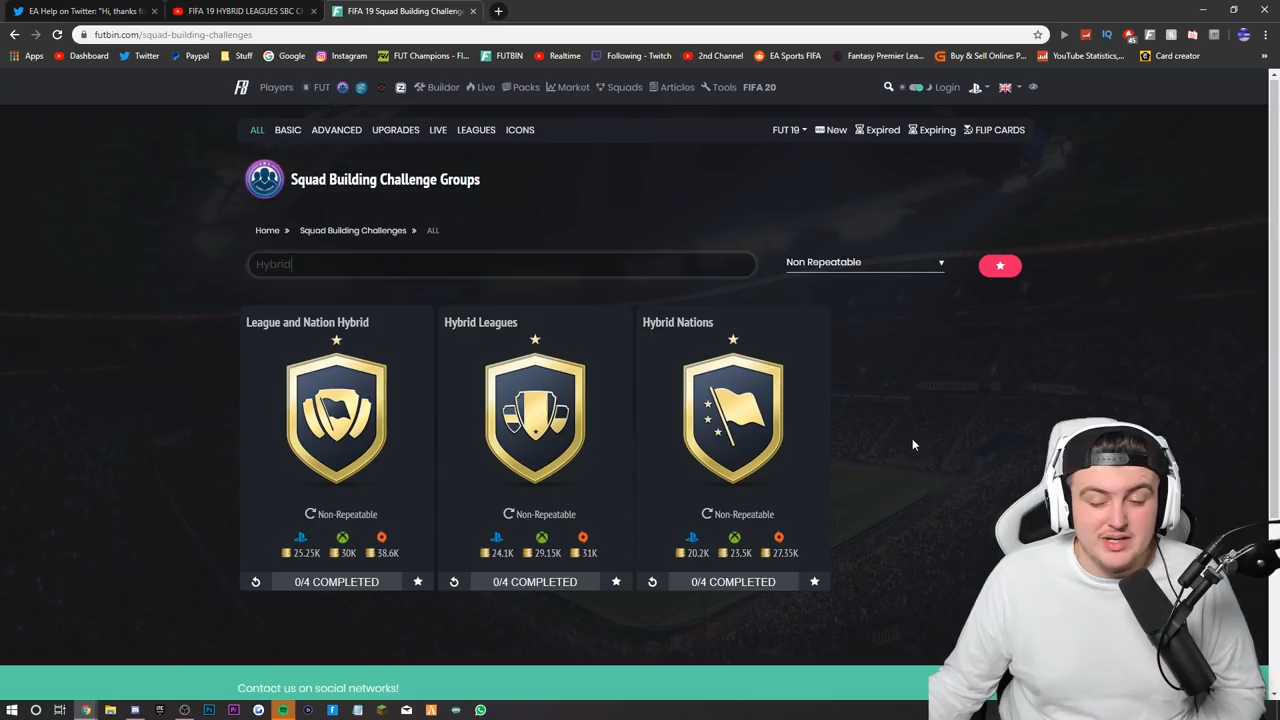 EA Help on Twitter: "Hi, thanks fo
FIFA 19 HYBRID LEAGUES SBC CH
FIFA 19 Squad Building Challenge
futbin.com/squad-building-challenges
45
Apps Dashboard Twitter Paypal Stuff Google Instagram FUT Champions - Fl... FUTBIN Realtime Following - Twitch 2nd Channel EA Sports FIFA Fantasy Premier Lea... Buy & Sell Online: P... YouTube Statistics,... Card creator
Players FUT Builder Live Packs Market Squads Articles Tools FIFA 20 Login
ALL BASIC ADVANCED UPGRADES LIVE LEAGUES ICONS FUT 19 New Expired Expiring FLIP CARDS
Squad Building Challenge Groups
Home » Squad Building Challenges » ALL
Hybrid
Non Repeatable
League and Nation Hybrid
Non-Repeatable
25.25K 30K 38.6K
0/4 COMPLETED
Hybrid Leagues
Non-Repeatable
24.1K 29.15K 31K
0/4 COMPLETED
Hybrid Nations
Non-Repeatable
20.2K 23.5K 27.35K
0/4 COMPLETED
Contact us on social networks!